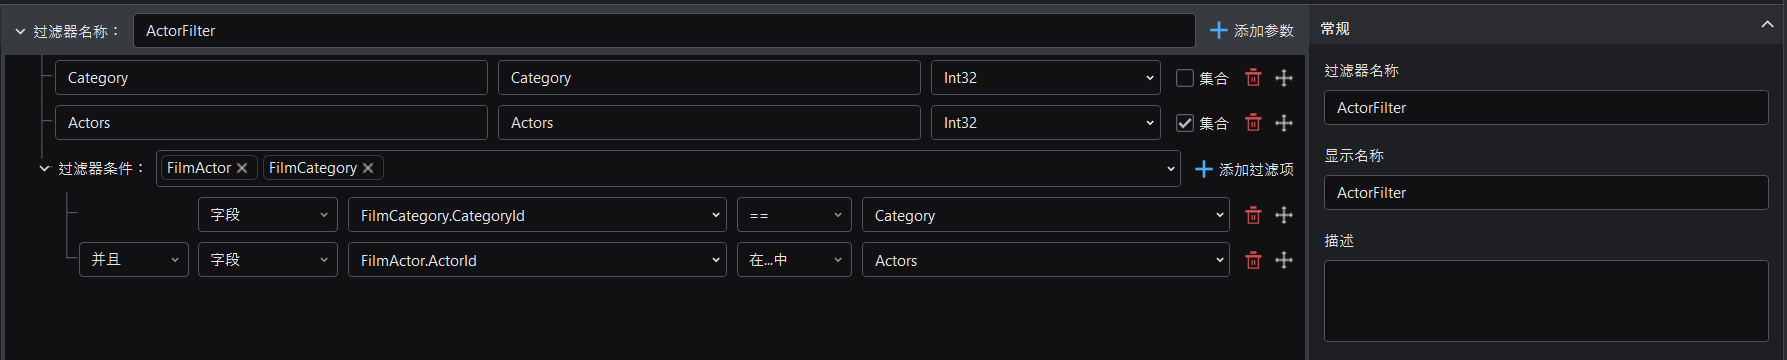 过滤器名称： ActorFilter 添加参数
Category Category Int32 集合
Actors Actors Int32 集合
过滤器条件： FilmActor FilmCategory 添加过滤项
字段 FilmCategory.CategoryId == Category
并且 字段 FilmActor.ActorId 在...中 Actors
常规
过滤器名称
ActorFilter
显示名称
ActorFilter
描述